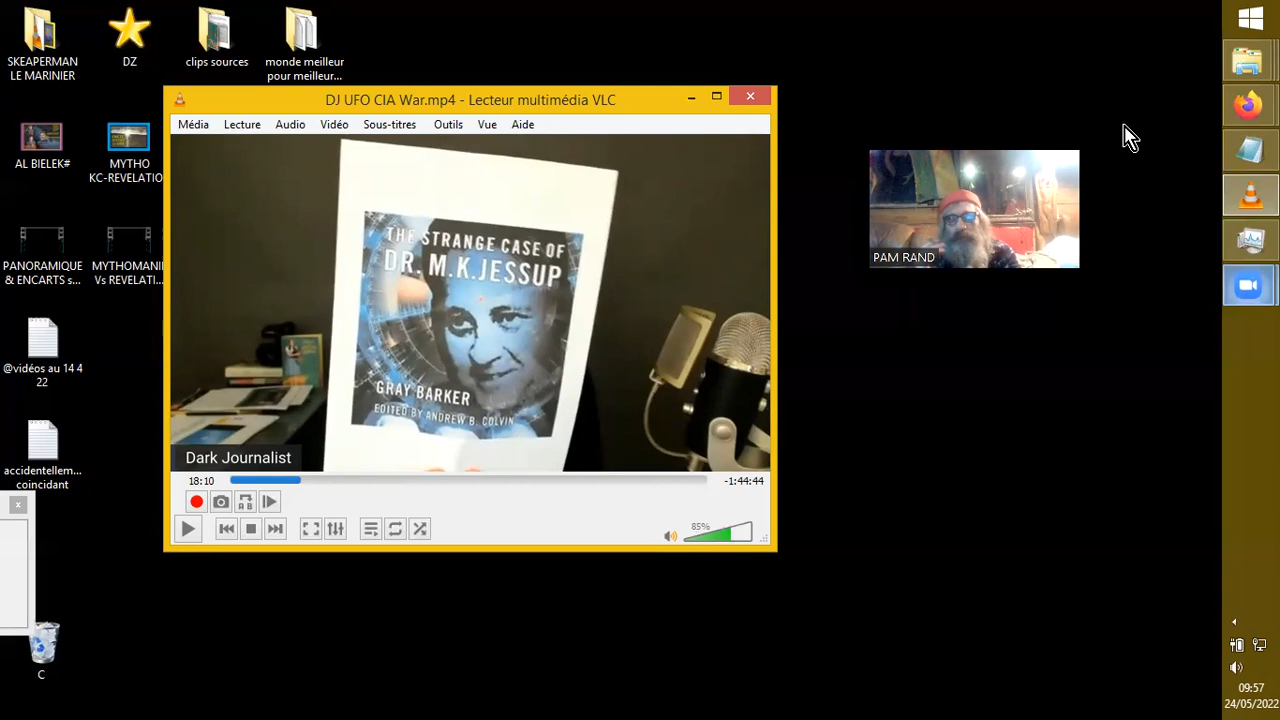 SKEAPERMAN
LE MARINIER
DZ
clips sources
monde meilleur
pour meilleur...
AL BIELEK#
MYTHO
KC-REVELATIO
PANORAMIQUE
& ENCARTS s...
MYTHOMANI
Vs REVELATI...
@vidéos au 14 4
22
accidentellem...
coincidant
C
DJ UFO CIA War.mp4 - Lecteur multimédia VLC
Média Lecture Audio Vidéo Sous-titres Outils Vue Aide
THE STRANGE CASE OF
DR. M.K. JESSUP
GRAY BARKER
EDITED BY ANDREW B. COLVIN
Dark Journalist
18:10
-1:44:44
85%
PAM RAND
09:57
24/05/2022